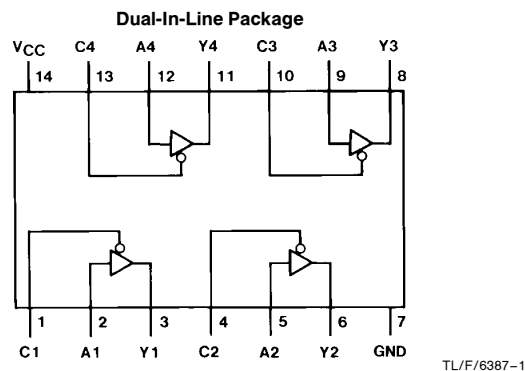 Dual-In-Line Package
VCC C4 A4 Y4 C3 A3 Y3
14 13 12 11 10 9 8
1 2 3 4 5 6 7
C1 A1 Y1 C2 A2 Y2 GND
TL/F/6387–1